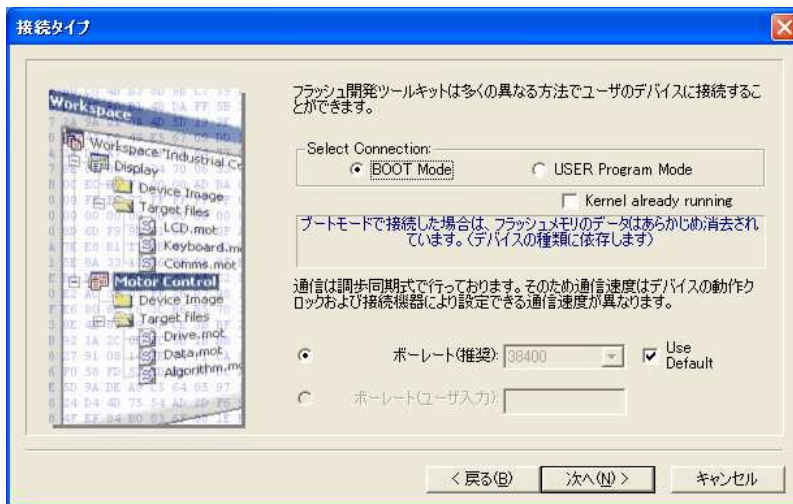 接続タイプ
フラッシュ開発ツールキットは多くの異なる方法でユーザのデバイスに接続するこ
とができます。
Select Connection:
BOOT Mode
USER Program Mode
Kernel already running
ブートモードで接続した場合は、フラッシュメモリのデータはあらかじめ消去され
ています。(デバイスの種類に依存します)
通信は調歩同期式で行っております。そのため通信速度はデバイスの動作ク
ロックおよび接続機器により設定できる通信速度が異なります。
ボーレート(推奨):
38400
Use
Default
ボーレート(ユーザ入力):
Workspace
Workspace 'Industrial Co
Display
Device Image
Target files
LCD.mot
Keyboard.m
Comms.mot
Motor Control
Device Image
Target files
Drive.mot
Data.mot
Algorithm.m
< 戻る(B)
次へ(N) >
キャンセル